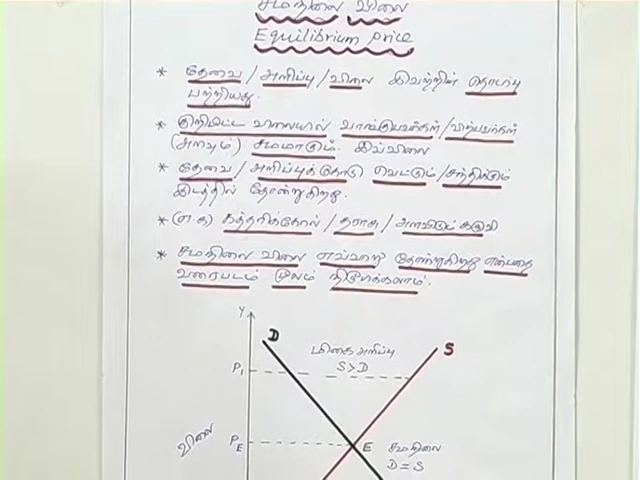 சமநிலை விலை
Equilibrium price
* தேவை / அளிப்பு / விலை இவற்றின் தொடர்பு
பற்றியது.
* குறிப்பிட்ட விலையில் வாங்குபவர்கள் / விற்பவர்கள்
(அளவும்) சமமாகும். இவ்விலை
* தேவை / அளிப்புக்கோடு வெட்டும் / சந்திக்கும்
இடத்தில் தோன்றுகிறது.
* (எ.கா) கத்தரிக்கோல் / தராசு / அளவிடும் கருவி
* சமநிலை விலை எவ்வாறு தோன்றுகிறது என்பதை
வரைபடம் மூலம் நிரூபிக்கலாம்.
Y
D
மிகை அளிப்பு
S
S>D
P1
விலை
PE
E
சமநிலை
D=S